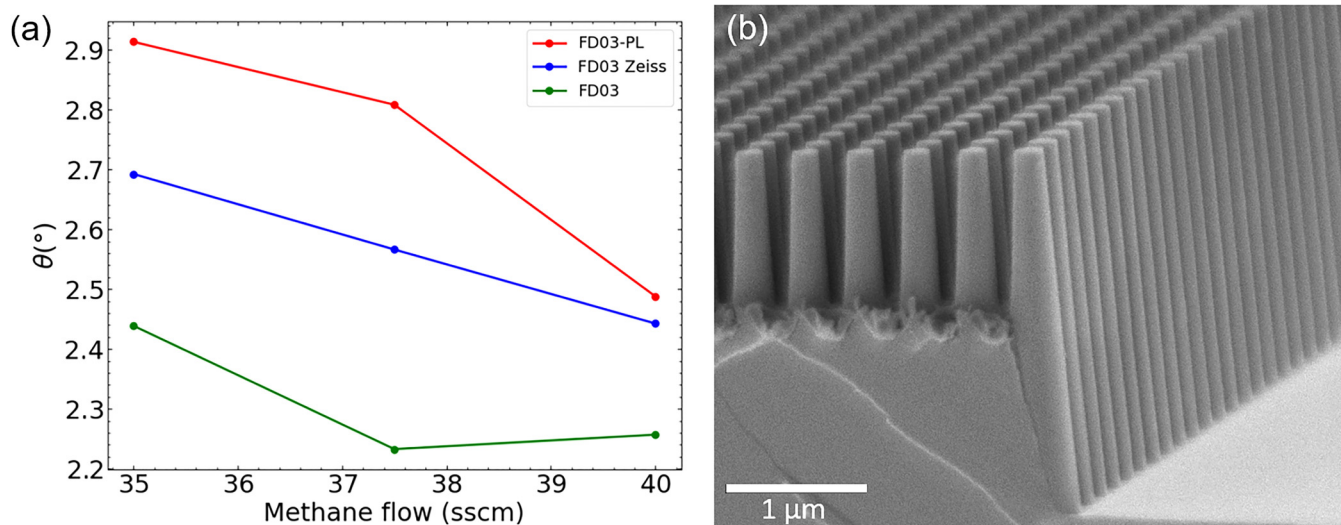 (a)
2.9
2.8
2.7
2.6
2.5
2.4
2.3
2.2
θ(°)
35 36 37 38 39 40
Methane flow (sscm)
FD03-PL
FD03 Zeiss
FD03
(b)
1 μm